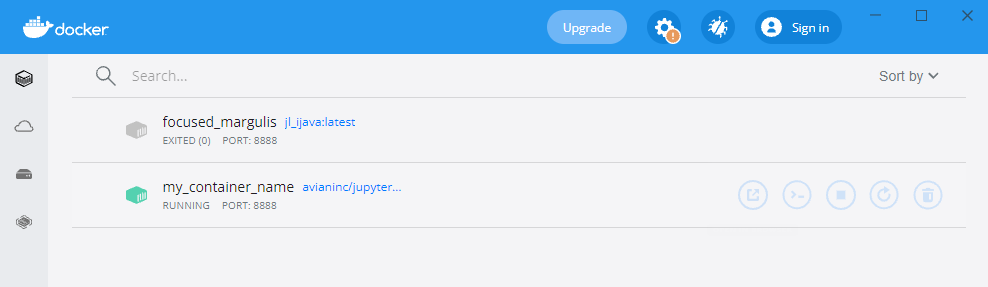 docker
Upgrade
!
Sign in
Search...
Sort by
focused_margulis jl_ijava:latest
EXITED (0) PORT: 8888
my_container_name avianinc/jupyter...
RUNNING PORT: 8888